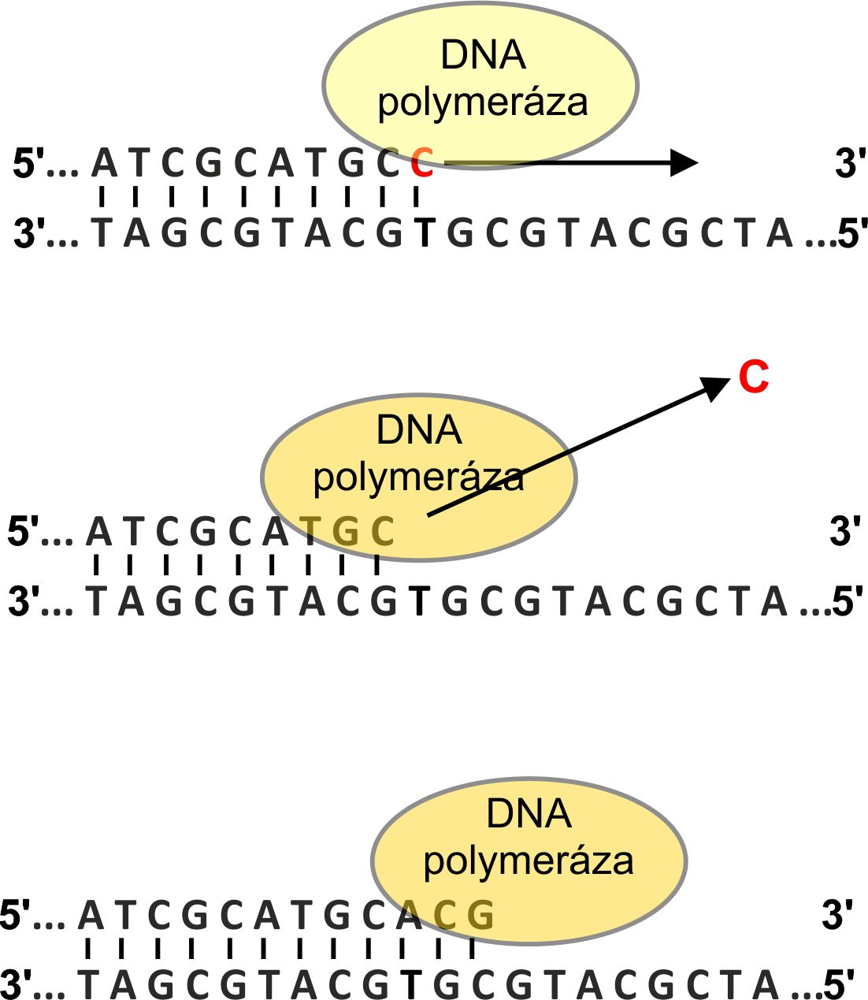 DNA
polymeráza
5'... A T C G C A T G C C 3'
3'... T A G C G T A C G T G C G T A C G C T A ...5'
C
DNA
polymeráza
5'... A T C G C A T G C 3'
3'... T A G C G T A C G T G C G T A C G C T A ...5'
DNA
polymeráza
5'... A T C G C A T G C A C G 3'
3'... T A G C G T A C G T G C G T A C G C T A ...5'